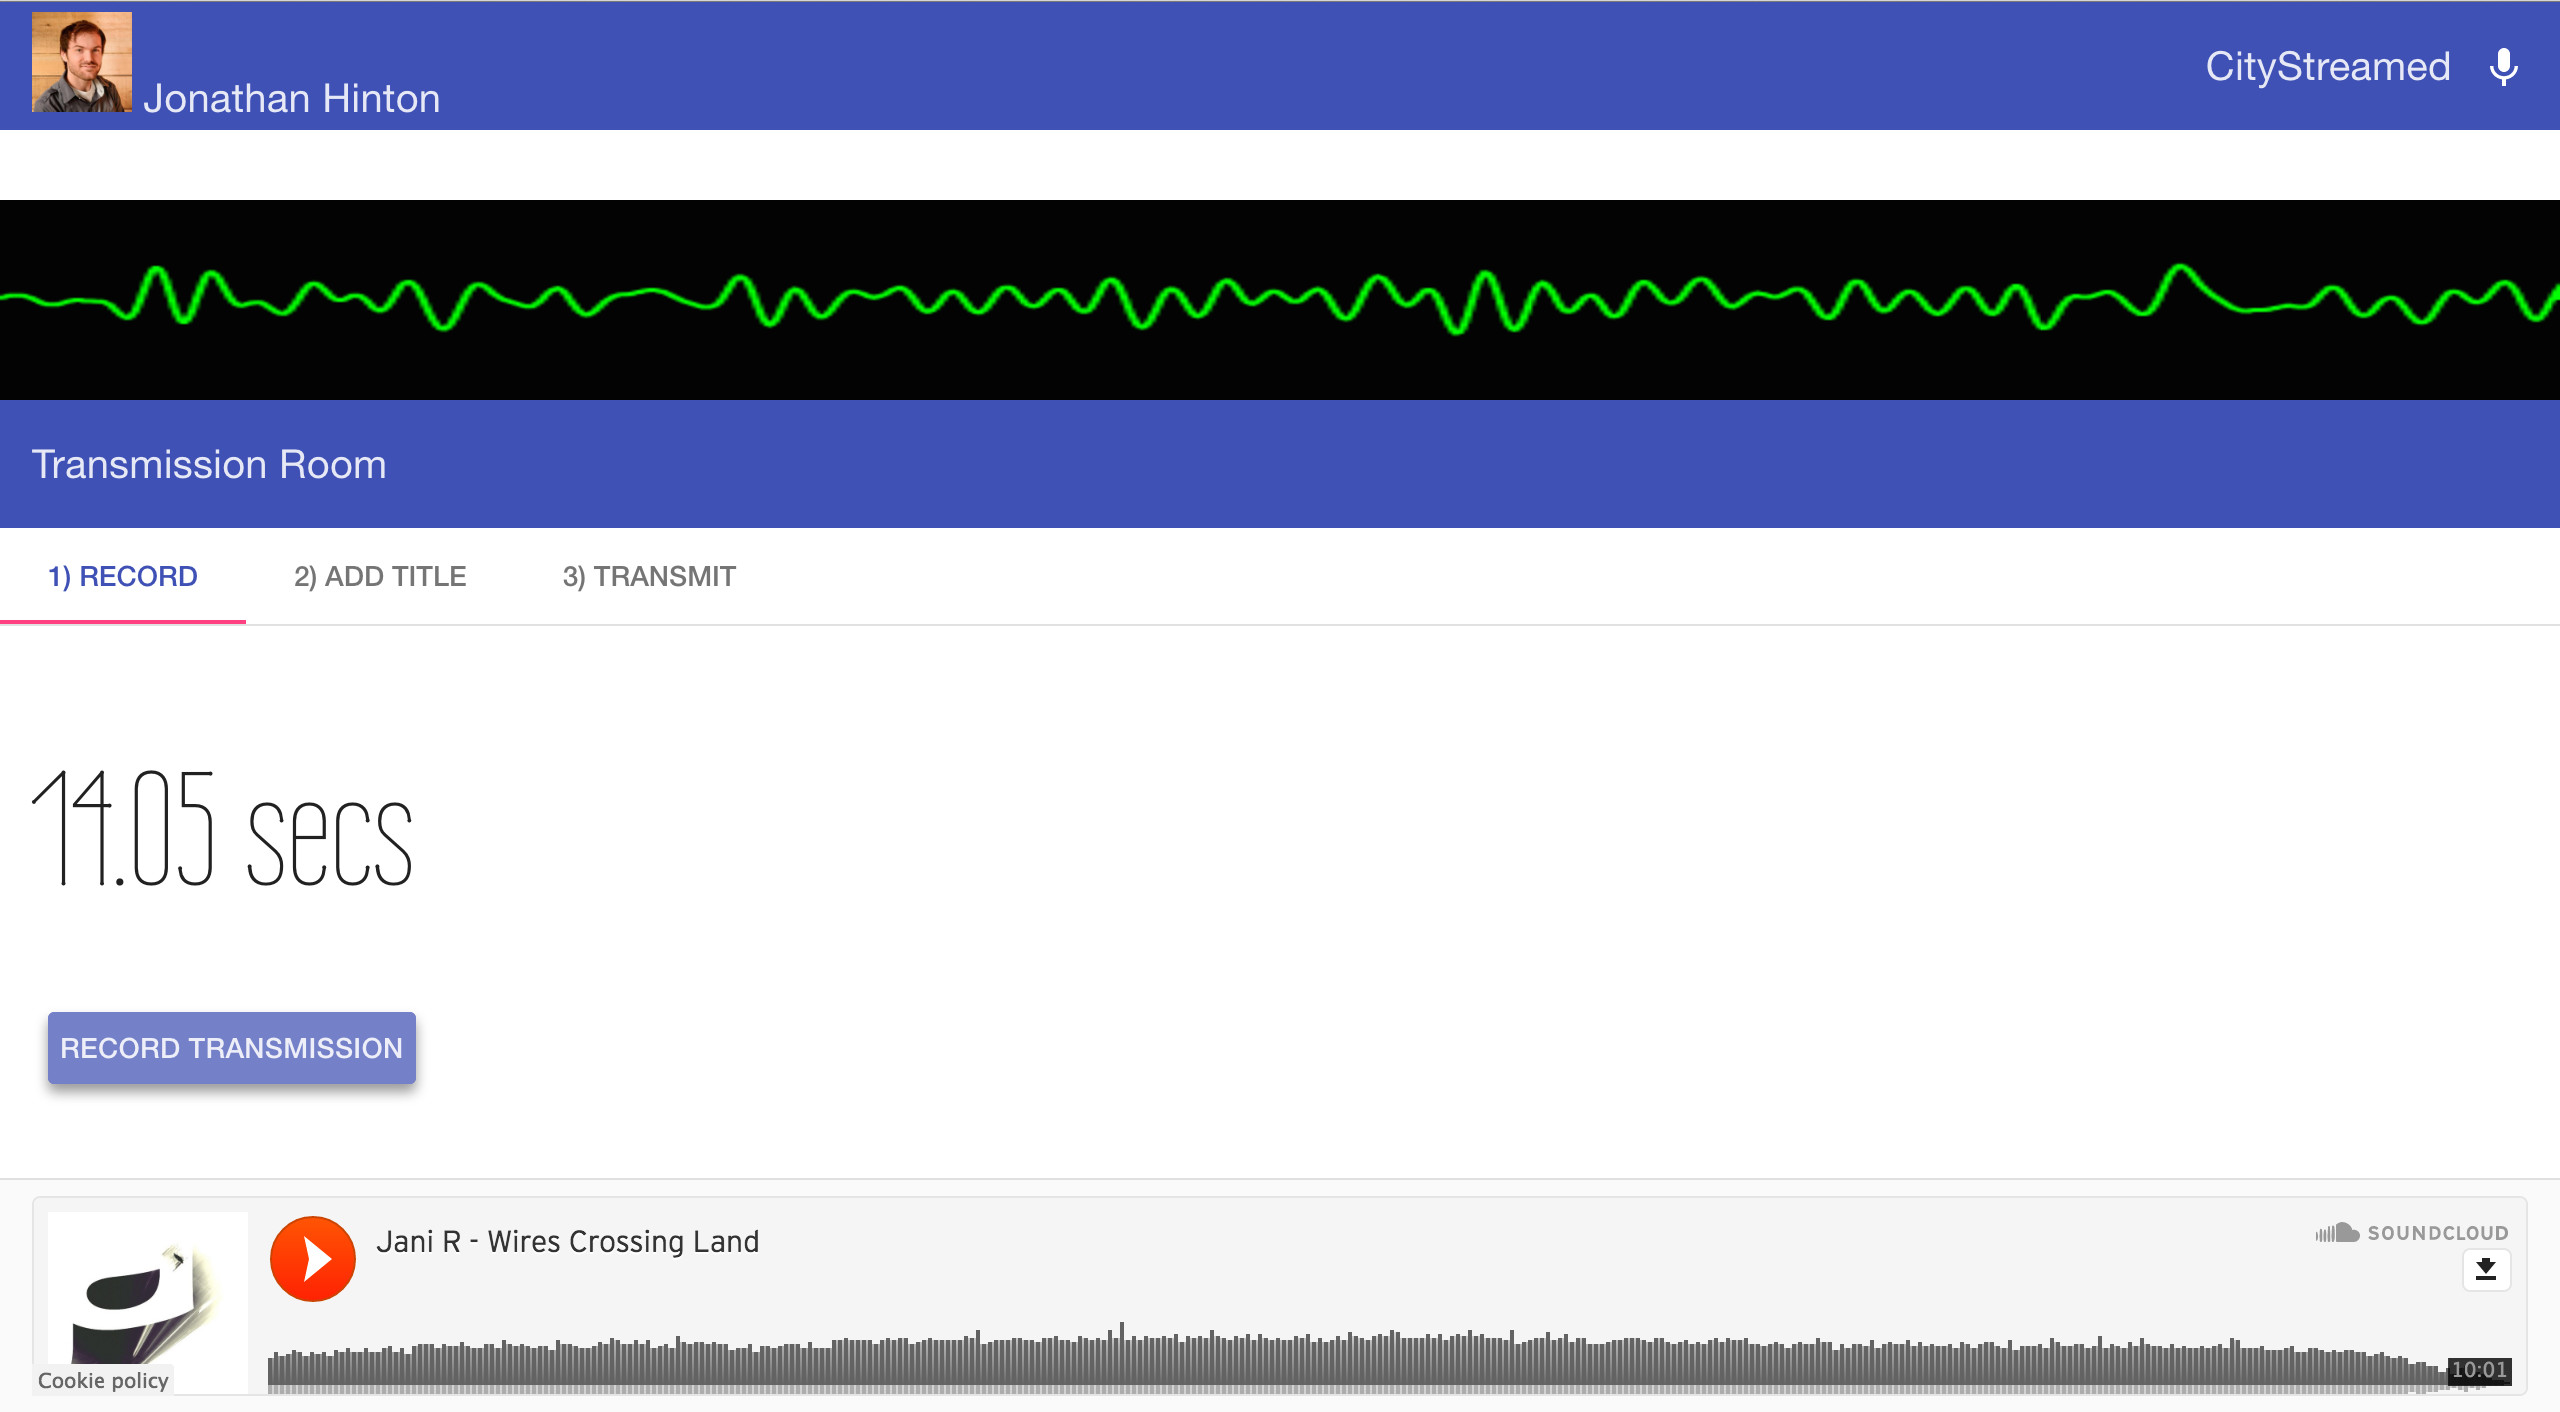 Jonathan Hinton
CityStreamed
Transmission Room
1) RECORD
2) ADD TITLE
3) TRANSMIT
14.05 secs
RECORD TRANSMISSION
Jani R - Wires Crossing Land
SOUNDCLOUD
10:01
Cookie policy